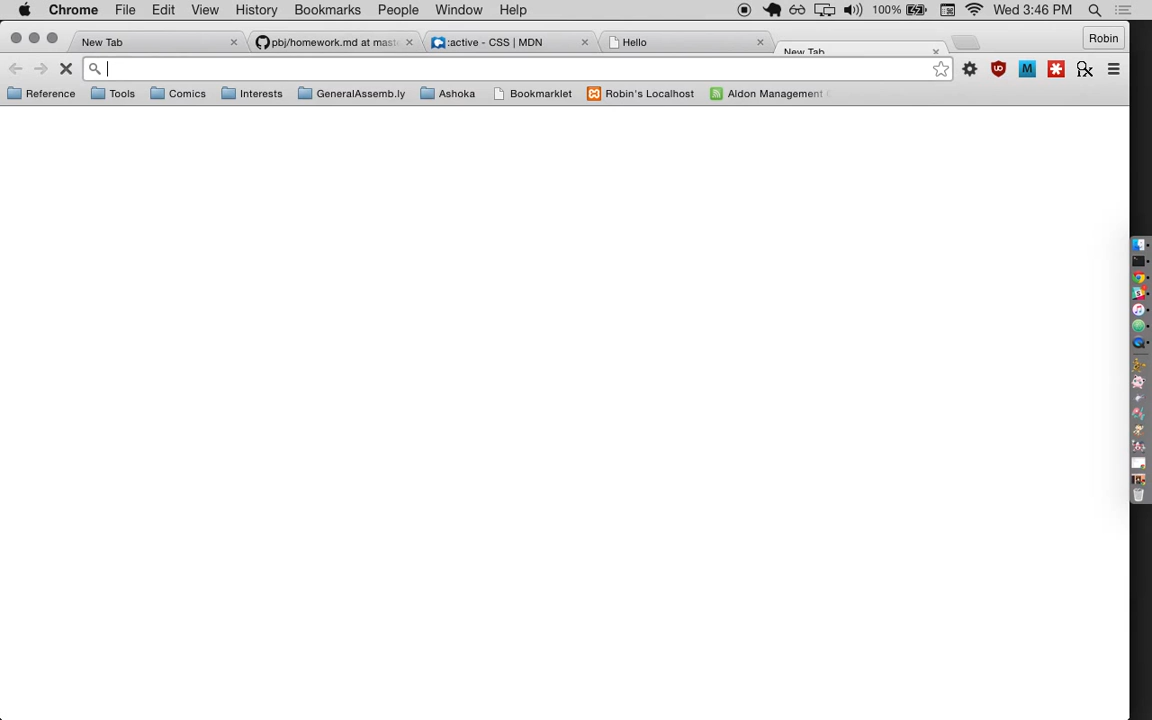 Chrome File Edit View History Bookmarks People Window Help 100% Wed 3:46 PM
New Tab pbj/homework.md at maste :active - CSS | MDN Hello New Tab Robin
Reference Tools Comics Interests GeneralAssemb.ly Ashoka Bookmarklet Robin's Localhost Aldon Management